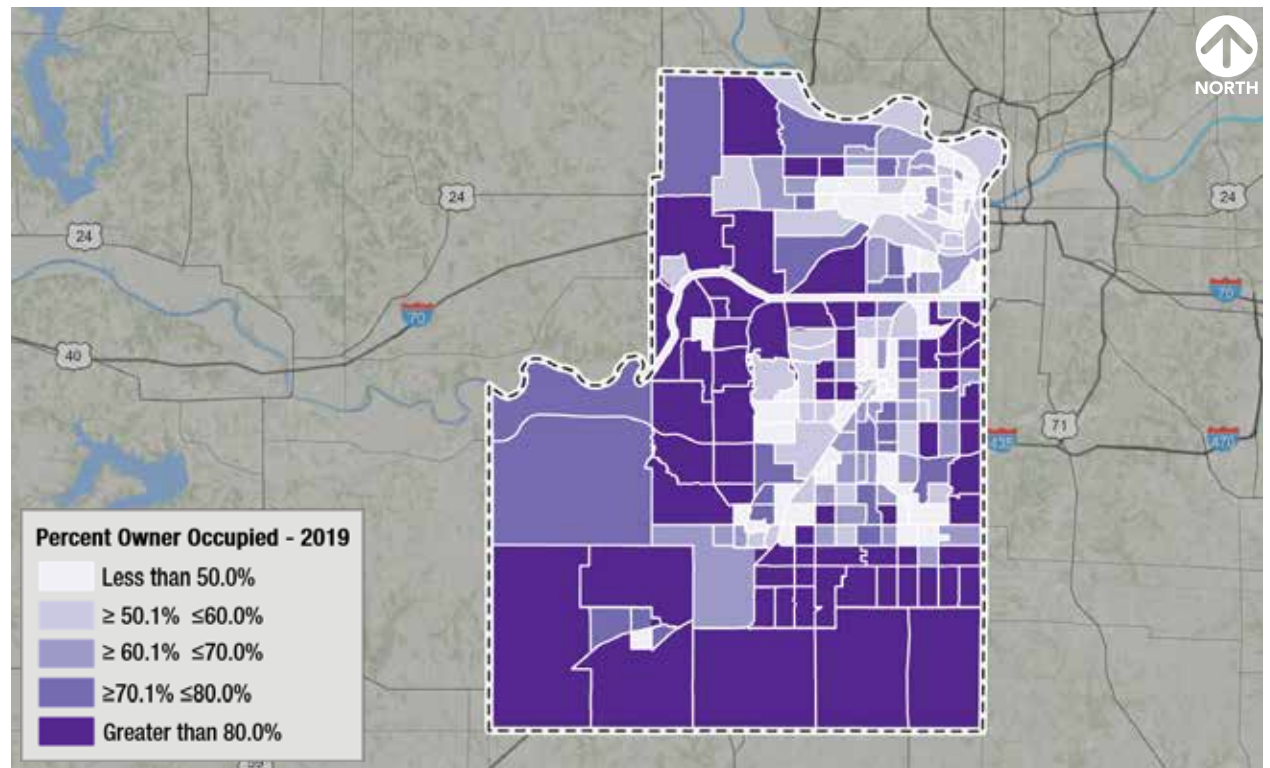 NORTH
24
24
24
70
70
40
71
435
470
Percent Owner Occupied - 2019
Less than 50.0%
≥ 50.1% ≤60.0%
≥ 60.1% ≤70.0%
≥70.1% ≤80.0%
Greater than 80.0%